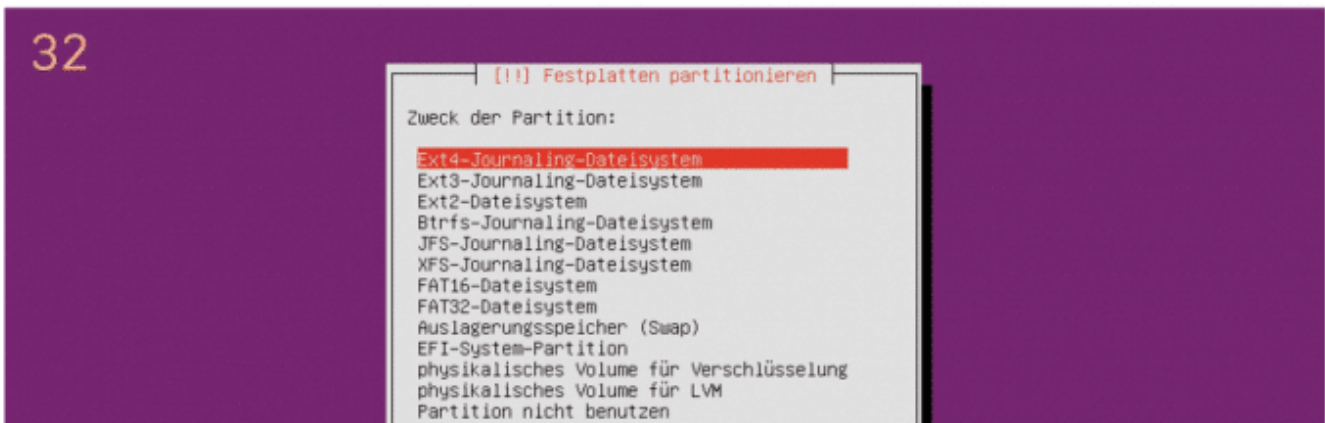 32
[!!] Festplatten partitionieren
Zweck der Partition:
Ext4-Journaling-Dateisystem
Ext3-Journaling-Dateisystem
Ext2-Dateisystem
Btrfs-Journaling-Dateisystem
JFS-Journaling-Dateisystem
XFS-Journaling-Dateisystem
FAT16-Dateisystem
FAT32-Dateisystem
Auslagerungsspeicher (Swap)
EFI-System-Partition
physikalisches Volume für Verschlüsselung
physikalisches Volume für LVM
Partition nicht benutzen